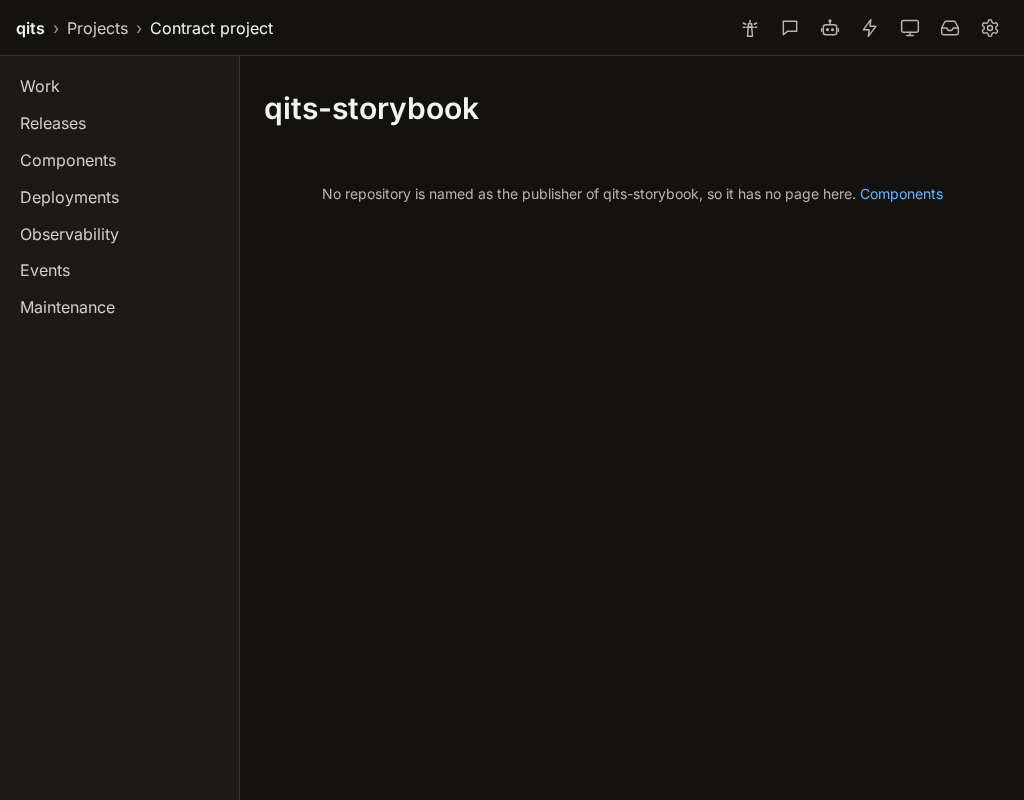 qits › Projects › Contract project
Work
Releases
Components
Deployments
Observability
Events
Maintenance
qits-storybook
No repository is named as the publisher of qits-storybook, so it has no page here. Components